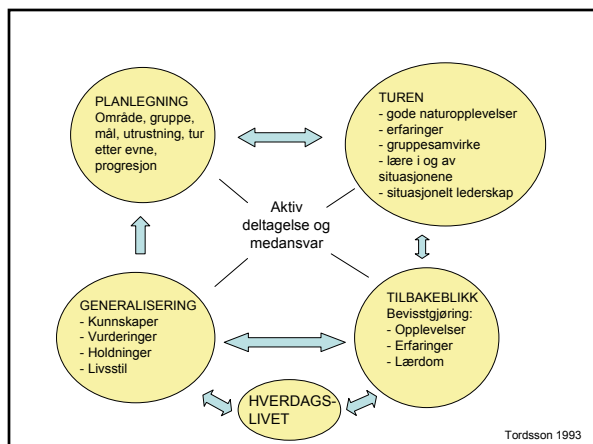 PLANLEGNING
Område, gruppe,
mål, utrustning, tur
etter evne,
progresjon
TUREN
- gode naturopplevelser
- erfaringer
- gruppesamvirke
- lære i og av
situasjonene
- situasjonelt lederskap
Aktiv
deltagelse og
medansvar
GENERALISERING
- Kunnskaper
- Vurderinger
- Holdninger
- Livsstil
TILBAKEBLIKK
Bevisstgjøring:
- Opplevelser
- Erfaringer
- Lærdom
HVERDAGS-
LIVET
Tordsson 1993